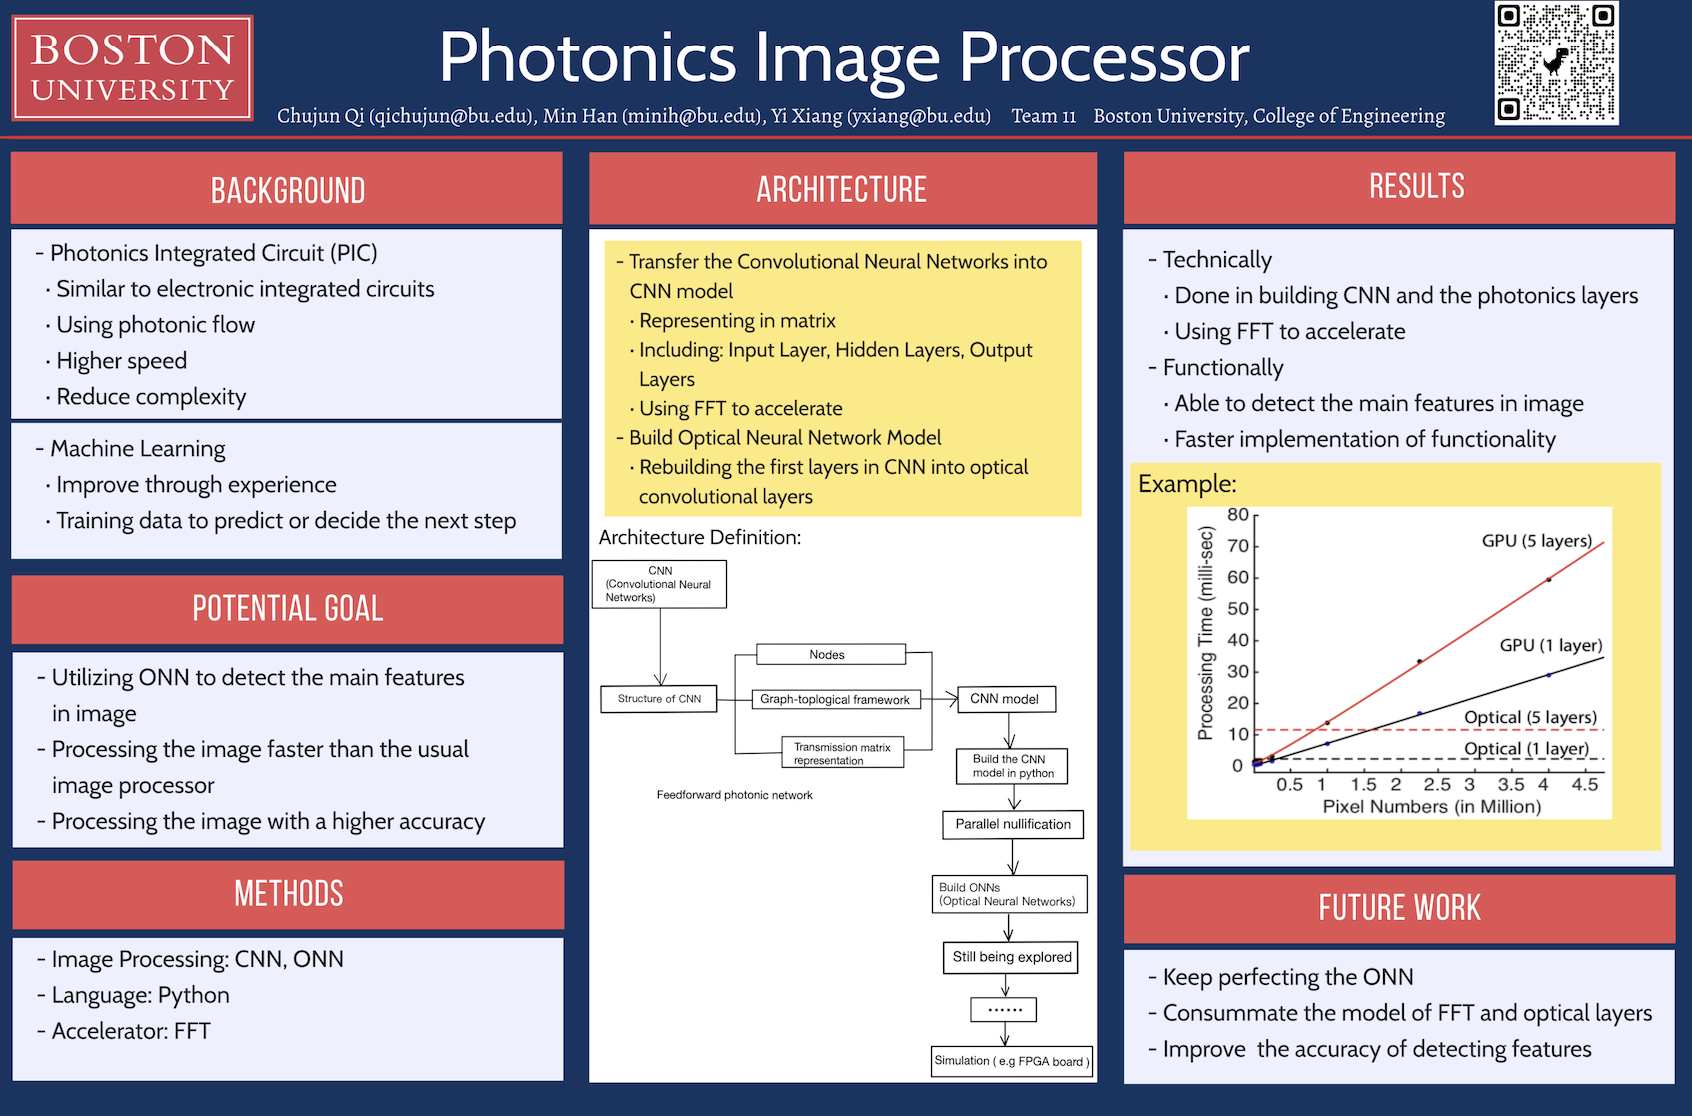 BOSTON
UNIVERSITY
Photonics Image Processor
Chujun Qi (qichujun@bu.edu), Min Han (minih@bu.edu), Yi Xiang (yxiang@bu.edu) Team 11 Boston University, College of Engineering
BACKGROUND
- Photonics Integrated Circuit (PIC)
· Similar to electronic integrated circuits
· Using photonic flow
· Higher speed
· Reduce complexity
- Machine Learning
· Improve through experience
· Training data to predict or decide the next step
POTENTIAL GOAL
- Utilizing ONN to detect the main features
in image
- Processing the image faster than the usual
image processor
- Processing the image with a higher accuracy
METHODS
- Image Processing: CNN, ONN
- Language: Python
- Accelerator: FFT
ARCHITECTURE
- Transfer the Convolutional Neural Networks into
CNN model
· Representing in matrix
· Including: Input Layer, Hidden Layers, Output
Layers
· Using FFT to accelerate
- Build Optical Neural Network Model
· Rebuilding the first layers in CNN into optical
convolutional layers
Architecture Definition:
CNN
(Convolutional Neural
Networks)
Nodes
Structure of CNN
Graph-toplogical framework
CNN model
Transmission matrix
representation
Build the CNN
model in python
Feedforward photonic network
Parallel nullification
Build ONNs
(Optical Neural Networks)
Still being explored
......
Simulation ( e.g FPGA board )
RESULTS
- Technically
· Done in building CNN and the photonics layers
· Using FFT to accelerate
- Functionally
· Able to detect the main features in image
· Faster implementation of functionality
Example:
Processing Time (milli-sec)
80
70
60
50
40
30
20
10
0
GPU (5 layers)
GPU (1 layer)
Optical (5 layers)
Optical (1 layer)
0.5 1 1.5 2 2.5 3 3.5 4 4.5
Pixel Numbers (in Million)
FUTURE WORK
- Keep perfecting the ONN
- Consummate the model of FFT and optical layers
- Improve the accuracy of detecting features